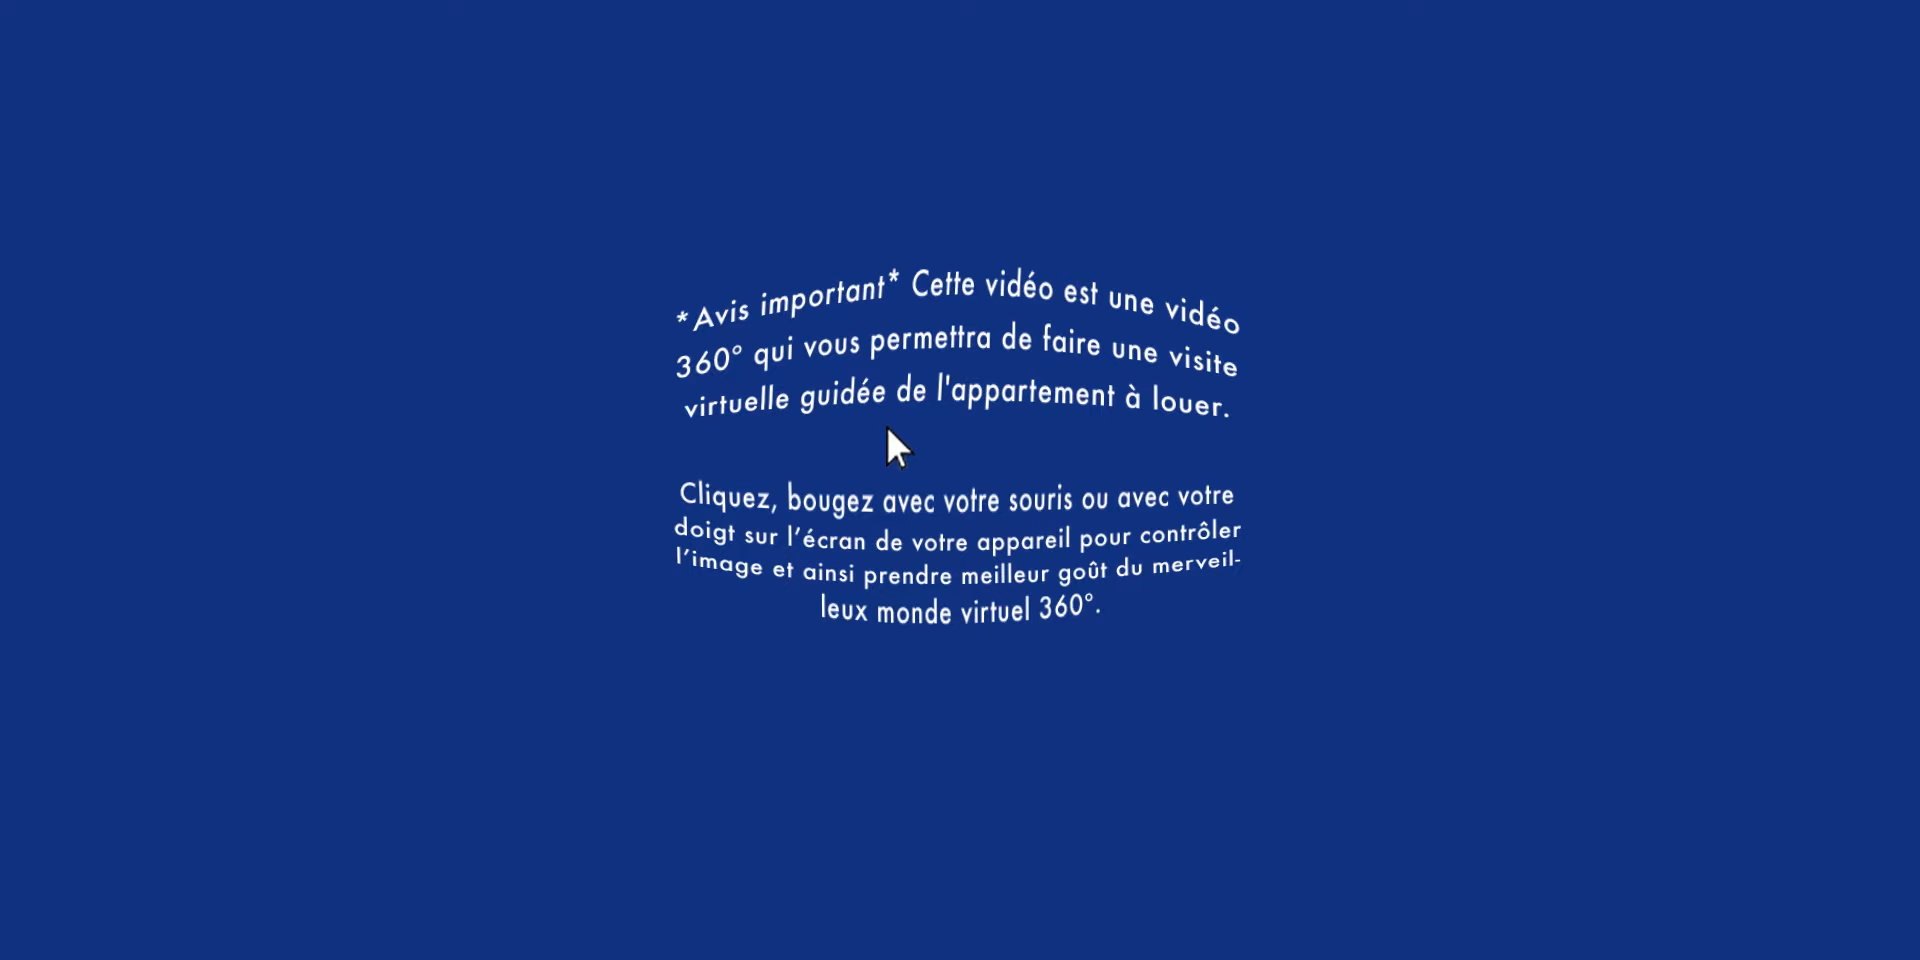 *Avis important* Cette vidéo est une vidéo
360° qui vous permettra de faire une visite
virtuelle guidée de l'appartement à louer.
Cliquez, bougez avec votre souris ou avec votre
doigt sur l’écran de votre appareil pour contrôler
l’image et ainsi prendre meilleur goût du merveil-
leux monde virtuel 360°.